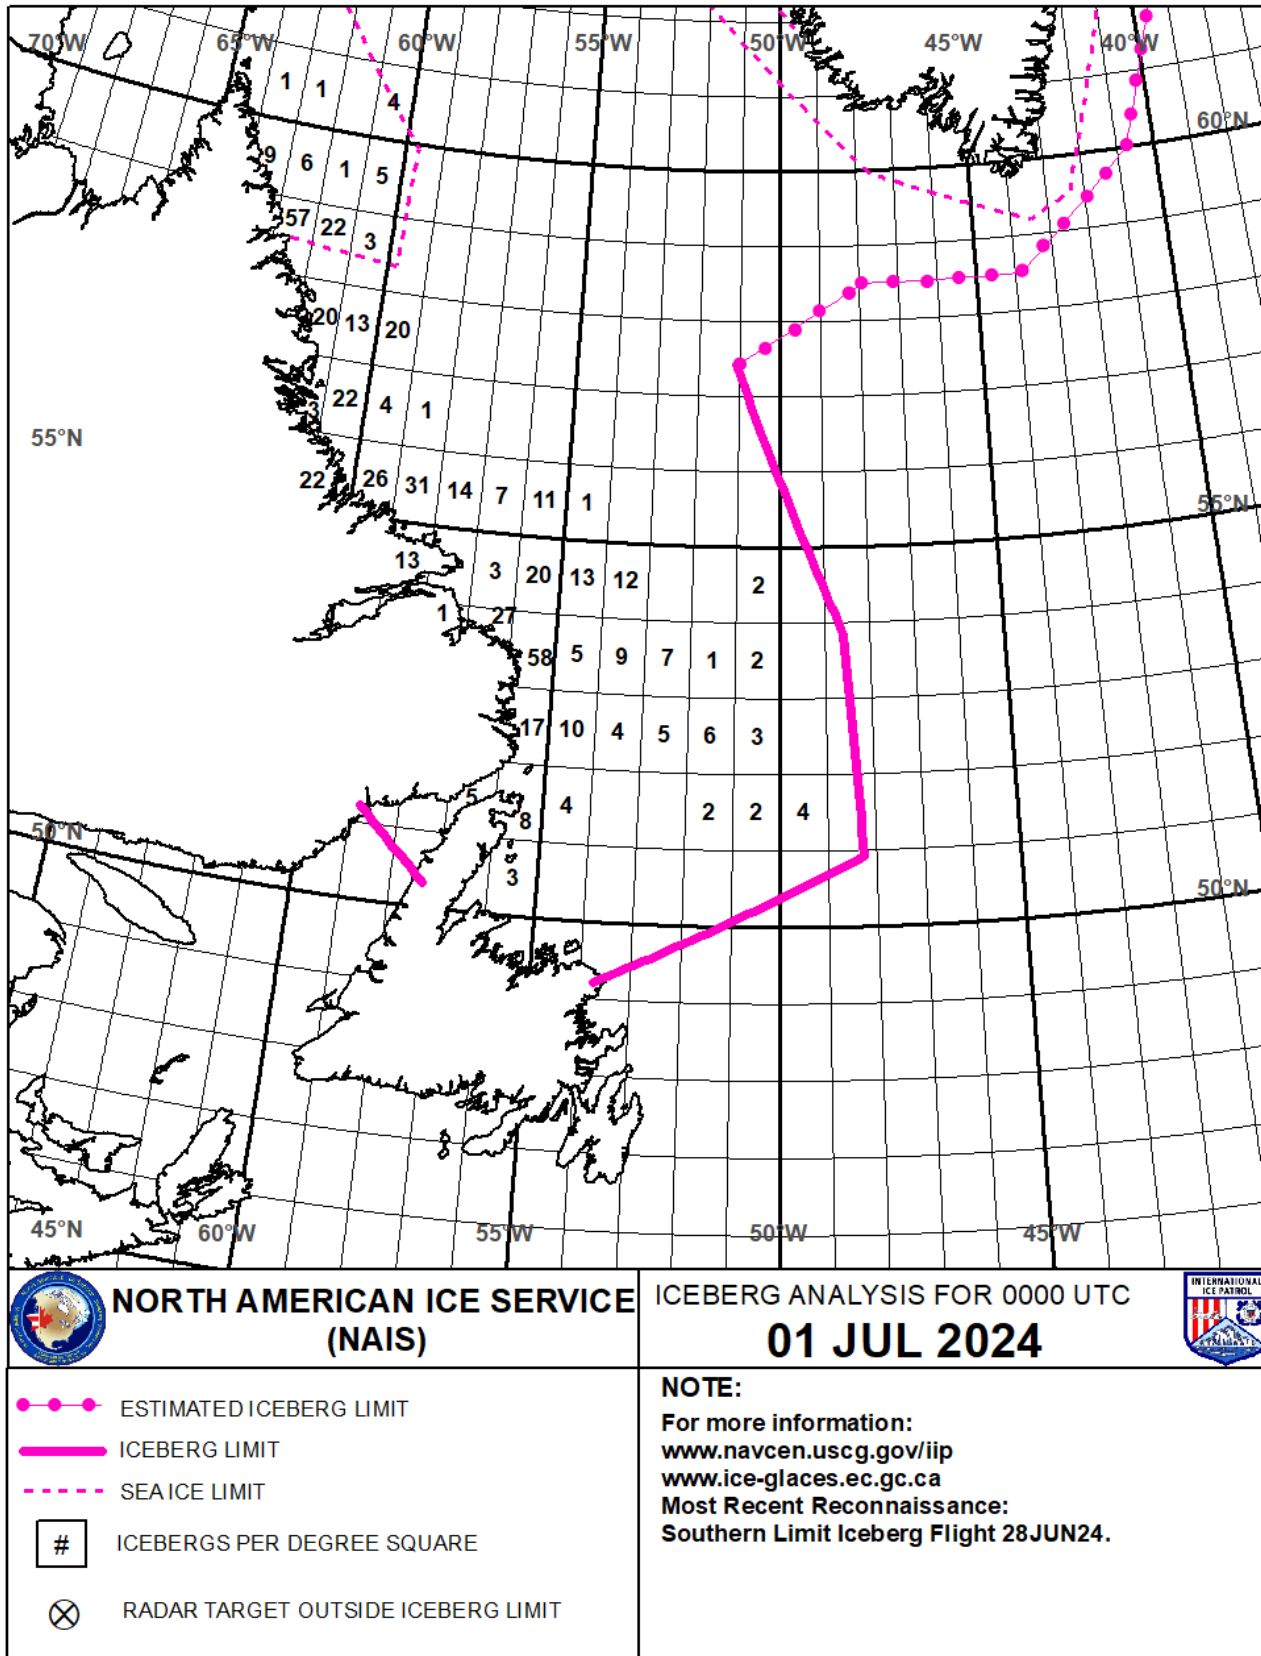 70°W 65°W 60°W 55°W 50°W 45°W 40°W
1 1 4
60°N
9 6 1 5
57 22 3
20 13 20
3 22 4 1
55°N
22 26 31 14 7 11 1
55°N
13 3 20 13 12 2
1 27
58 5 9 7 1 2
17 10 4 5 6 3
5 8 4 2 2 4
50°N
3
50°N
45°N 60°W 55°W 50°W 45°W
NORTH AMERICAN ICE SERVICE
(NAIS)
ICEBERG ANALYSIS FOR 0000 UTC
01 JUL 2024
INTERNATIONAL
ICE PATROL
ESTIMATED ICEBERG LIMIT
ICEBERG LIMIT
SEA ICE LIMIT
# ICEBERGS PER DEGREE SQUARE
RADAR TARGET OUTSIDE ICEBERG LIMIT
NOTE:
For more information:
www.navcen.uscg.gov/iip
www.ice-glaces.ec.gc.ca
Most Recent Reconnaissance:
Southern Limit Iceberg Flight 28JUN24.